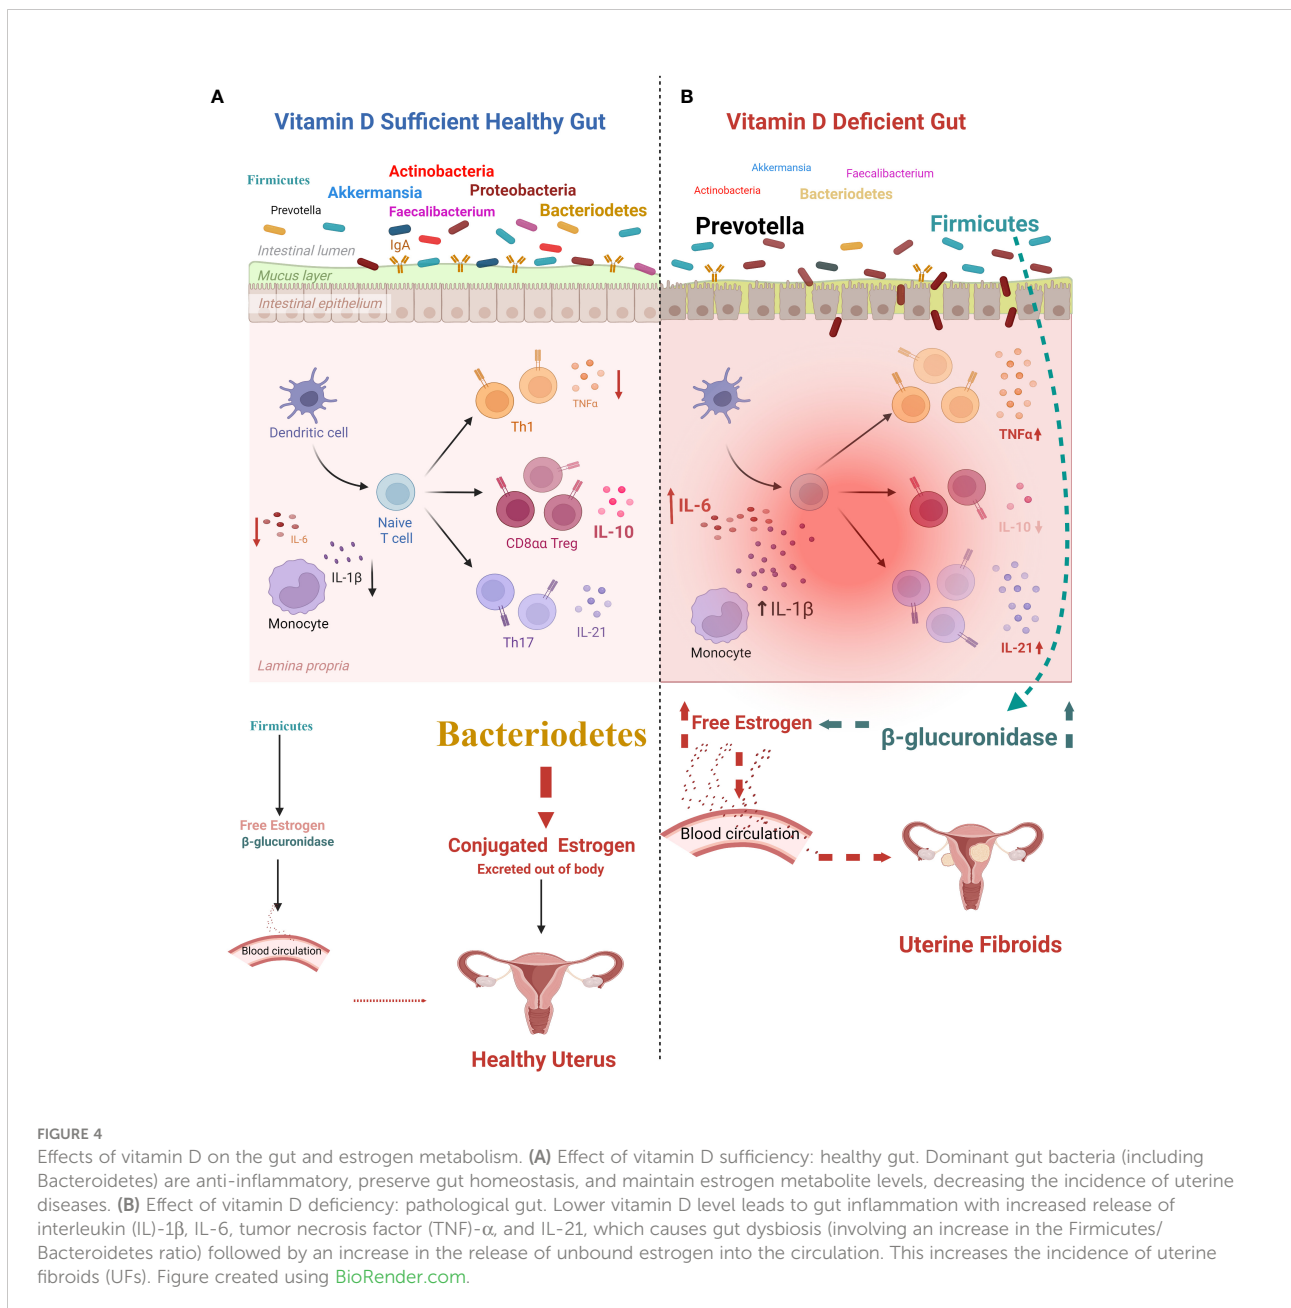 A
Vitamin D Sufficient Healthy Gut
Actinobacteria
Firmicutes
Akkermansia
Proteobacteria
Prevotella
Faecalibacterium
Bacteriodetes
IgA
Intestinal lumen
Mucus layer
Intestinal epithelium
Dendritic cell
Th1
TNFα
Naive
T cell
CD8αα Treg
IL-10
IL-6
IL-1β
Monocyte
Th17
IL-21
Lamina propria
Firmicutes
Bacteriodetes
Free Estrogen
β-glucuronidase
Conjugated Estrogen
Excreted out of body
Blood circulation
Healthy Uterus
B
Vitamin D Deficient Gut
Akkermansia
Faecalibacterium
Actinobacteria
Bacteriodetes
Prevotella
Firmicutes
TNFα
IL-6
IL-10
IL-1β
Monocyte
IL-21
Free Estrogen
β-glucuronidase
Blood circulation
Uterine Fibroids
FIGURE 4
Effects of vitamin D on the gut and estrogen metabolism. (A) Effect of vitamin D sufficiency: healthy gut. Dominant gut bacteria (including
Bacteroidetes) are anti-inflammatory, preserve gut homeostasis, and maintain estrogen metabolite levels, decreasing the incidence of uterine
diseases. (B) Effect of vitamin D deficiency: pathological gut. Lower vitamin D level leads to gut inflammation with increased release of
interleukin (IL)-1β, IL-6, tumor necrosis factor (TNF)-α, and IL-21, which causes gut dysbiosis (involving an increase in the Firmicutes/
Bacteroidetes ratio) followed by an increase in the release of unbound estrogen into the circulation. This increases the incidence of uterine
fibroids (UFs). Figure created using BioRender.com.